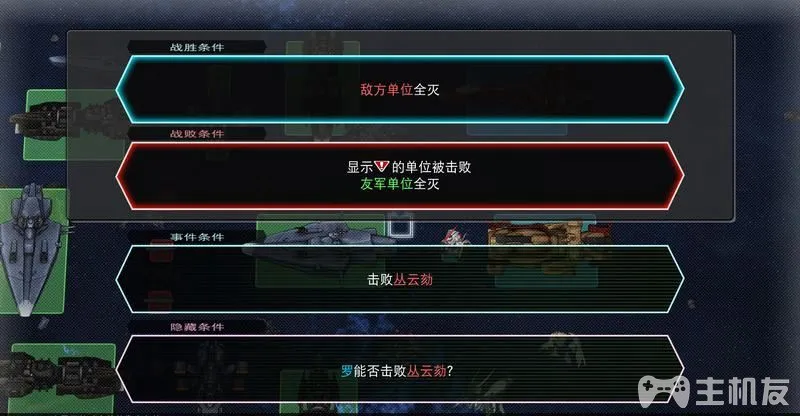 战胜条件
敌方单位全灭
战败条件
显示的单位被击败
友军单位全灭
事件条件
击败丛云劾
隐藏条件
罗能否击败丛云劾?
主机友